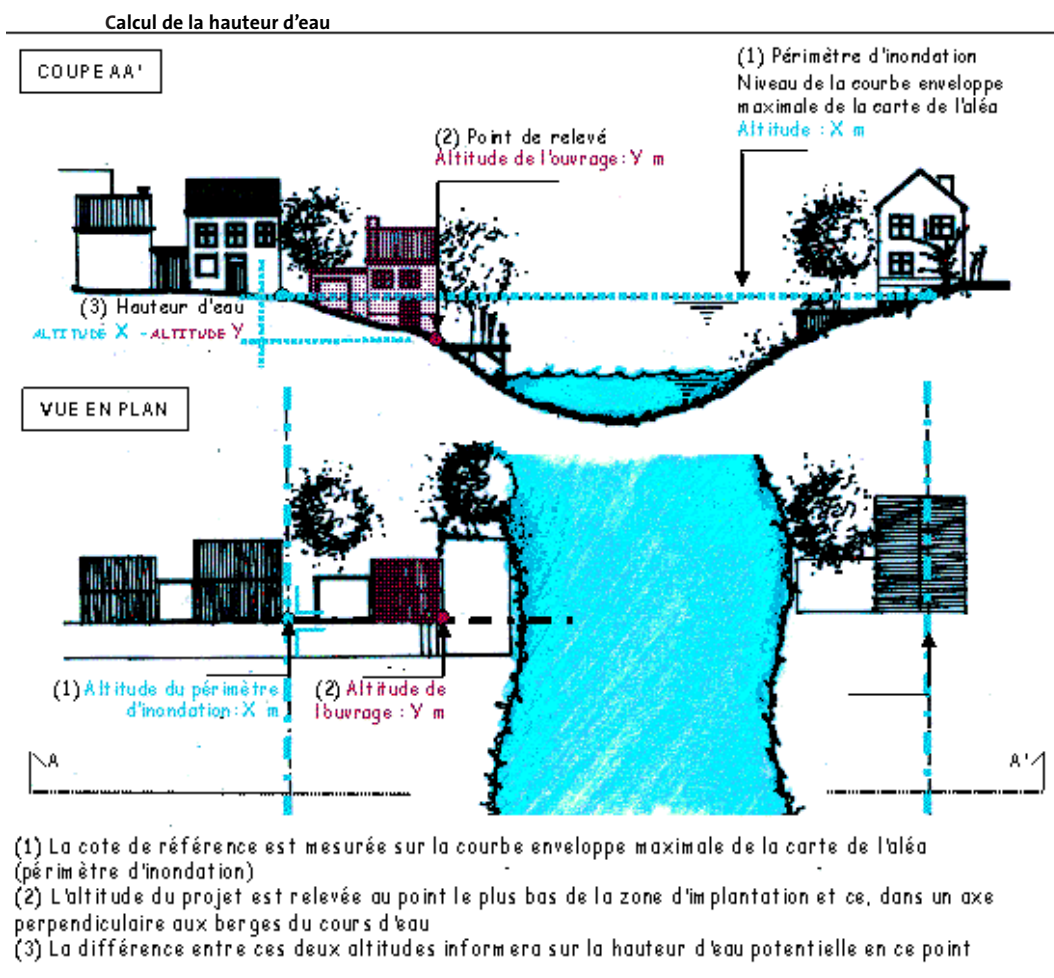 Calcul de la hauteur d'eau
COUPE AA'
(1) Périmètre d'inondation
Niveau de la courbe enveloppe
maximale de la carte de l'aléa
Altitude : X m
(2) Point de relevé
Altitude de l'ouvrage : Y m
(3) Hauteur d'eau
ALTITUDE X - ALTITUDE Y
VUE EN PLAN
(1) Altitude du périmètre
d'inondation : X m
(2) Altitude de
l'ouvrage : Y m
A
A'
(1) La cote de référence est mesurée sur la courbe enveloppe maximale de la carte de l'aléa
(périmètre d'inondation)
(2) L'altitude du projet est relevée au point le plus bas de la zone d'implantation et ce, dans un axe
perpendiculaire aux berges du cours d'eau
(3) La différence entre ces deux altitudes informera sur la hauteur d'eau potentielle en ce point